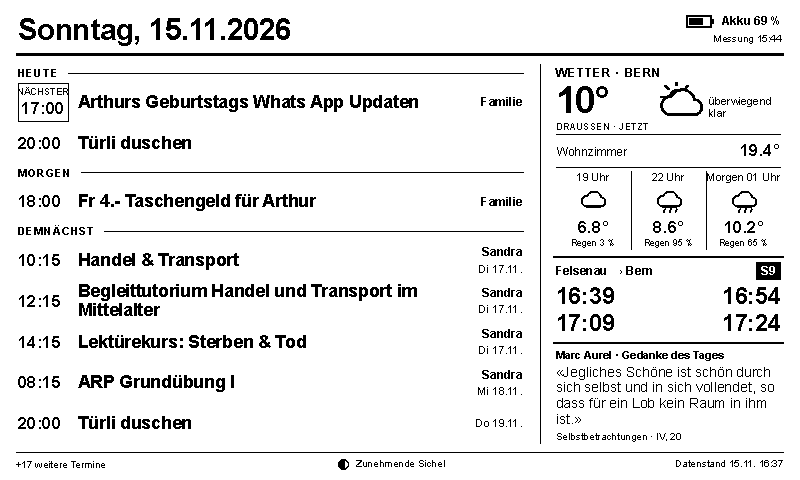 Sonntag, 15.11.2026
Akku 69 %
Messung 15:44
HEUTE
NÄCHSTER
17:00 Arthurs Geburtstags Whats App Updaten Familie
20:00 Türli duschen
MORGEN
18:00 Fr 4.- Taschengeld für Arthur Familie
DEMNÄCHST
10:15 Handel & Transport Sandra
Di 17.11.
12:15 Begleittutorium Handel und Transport im Sandra
Mittelalter Di 17.11.
14:15 Lektürekurs: Sterben & Tod Sandra
Di 17.11.
08:15 ARP Grundübung I Sandra
Mi 18.11.
20:00 Türli duschen Do 19.11.
WETTER · BERN
10° überwiegend
klar
DRAUSSEN · JETZT
Wohnzimmer 19.4°
19 Uhr 22 Uhr Morgen 01 Uhr
6.8° 8.6° 10.2°
Regen 3 % Regen 95 % Regen 65 %
Felsenau › Bern S9
16:39 16:54
17:09 17:24
Marc Aurel · Gedanke des Tages
«Jegliches Schöne ist schön durch
sich selbst und in sich vollendet, so
dass für ein Lob kein Raum in ihm
ist.»
Selbstbetrachtungen · IV, 20
+17 weitere Termine
Zunehmende Sichel
Datenstand 15.11. 16:37